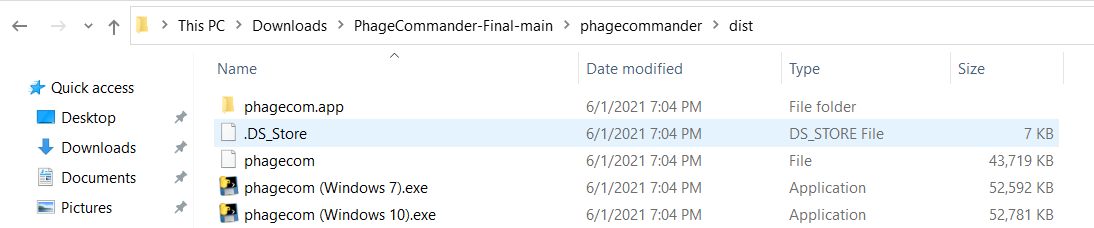 This PC > Downloads > PhageCommander-Final-main > phagecommander > dist
Name Date modified Type Size
Quick access
phagecom.app 6/1/2021 7:04 PM File folder
Desktop
.DS_Store 6/1/2021 7:04 PM DS_STORE File 7 KB
Downloads
phagecom 6/1/2021 7:04 PM File 43,719 KB
Documents
phagecom (Windows 7).exe 6/1/2021 7:04 PM Application 52,592 KB
Pictures
phagecom (Windows 10).exe 6/1/2021 7:04 PM Application 52,781 KB